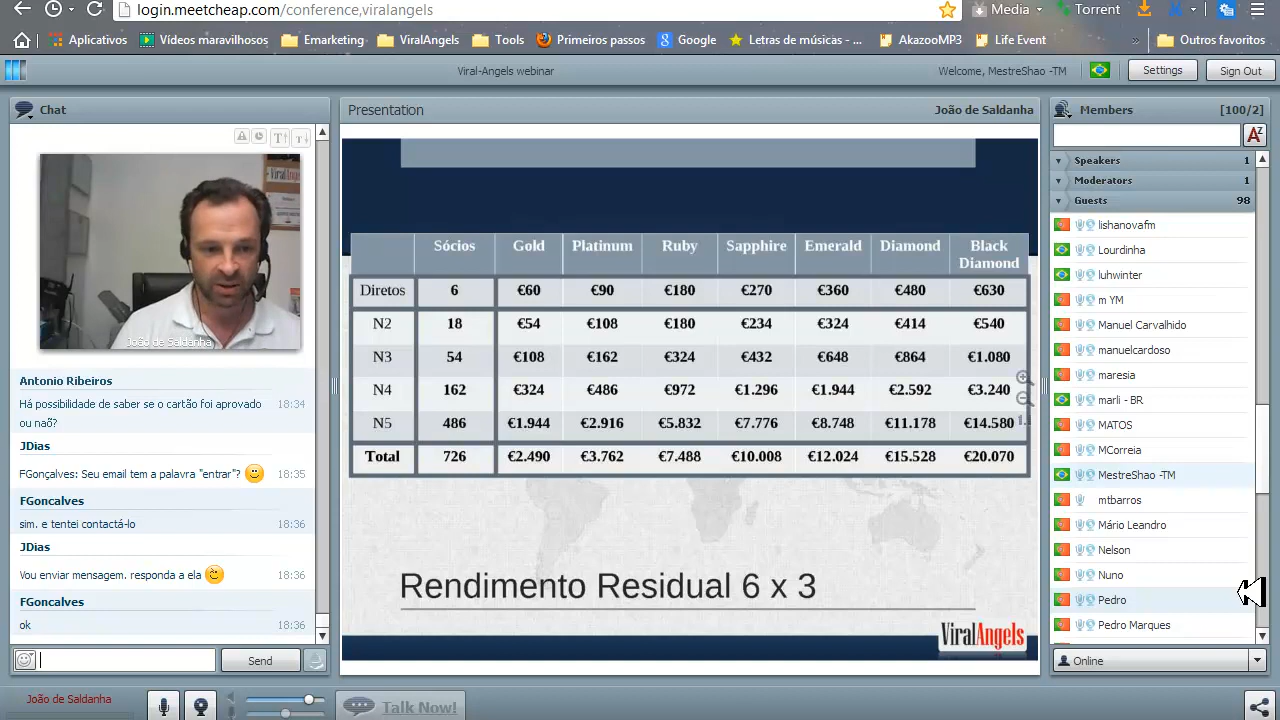 login.meetcheap.com/conference,viralangels
Media
Torrent
Aplicativos
Vídeos maravilhosos
Emarketing
ViralAngels
Tools
Primeiros passos
Google
Letras de músicas - ...
AkazooMP3
Life Event
»
Outros favoritos
Viral-Angels webinar
Welcome, MestreShao -TM
Settings
Sign Out
Chat
ViralAngels
João de Saldanha
Antonio Ribeiros
Há possibilidade de saber se o cartão foi aprovado 18:34
ou naõ?
JDias
FGonçalves: Seu email tem a palavra "entrar"? 18:35
FGoncalves
sim. e tentei contactá-lo 18:36
JDias
Vou enviar mensagem. responda a ela 18:36
FGoncalves
ok 18:36
Send
João de Saldanha
Talk Now!
Presentation
João de Saldanha
Sócios Gold Platinum Ruby Sapphire Emerald Diamond Black
Diamond
Diretos 6 €60 €90 €180 €270 €360 €480 €630
N2 18 €54 €108 €180 €234 €324 €414 €540
N3 54 €108 €162 €324 €432 €648 €864 €1.080
N4 162 €324 €486 €972 €1.296 €1.944 €2.592 €3.240
N5 486 €1.944 €2.916 €5.832 €7.776 €8.748 €11.178 €14.580
Total 726 €2.490 €3.762 €7.488 €10.008 €12.024 €15.528 €20.070
1:1
Rendimento Residual 6 x 3
ViralAngels
Members [100/2]
AZ
Speakers 1
Moderators 1
Guests 98
lishanovafm
Lourdinha
luhwinter
m YM
Manuel Carvalhido
manuelcardoso
maresia
marli - BR
MATOS
MCorreia
MestreShao -TM
mtbarros
Mário Leandro
Nelson
Nuno
Pedro
Pedro Marques
Online